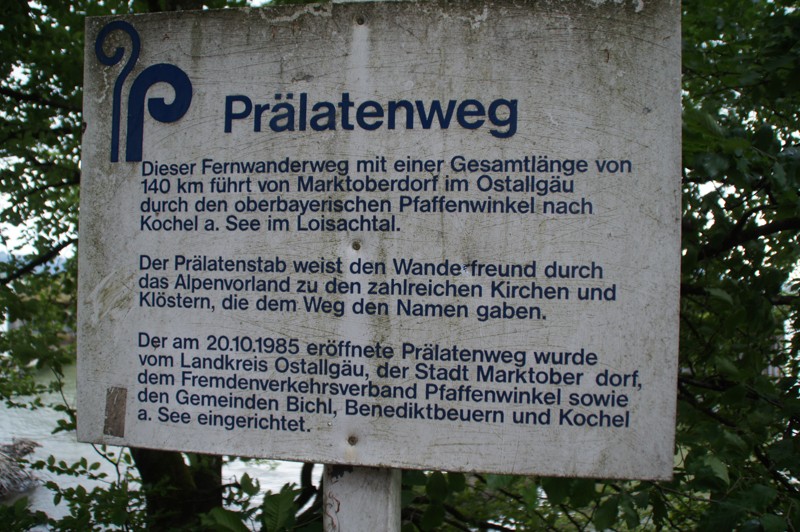 Prälatenweg
Dieser Fernwanderweg mit einer Gesamtlänge von
140 km führt von Marktoberdorf im Ostallgäu
durch den oberbayerischen Pfaffenwinkel nach
Kochel a. See im Loisachtal.
Der Prälatenstab weist den Wande freund durch
das Alpenvorland zu den zahlreichen Kirchen und
Klöstern, die dem Weg den Namen gaben.
Der am 20.10.1985 eröffnete Prälatenweg wurde
vom Landkreis Ostallgäu, der Stadt Marktober dorf,
dem Fremdenverkehrsverband Pfaffenwinkel sowie
den Gemeinden Bichl, Benediktbeuern und Kochel
a. See eingerichtet.